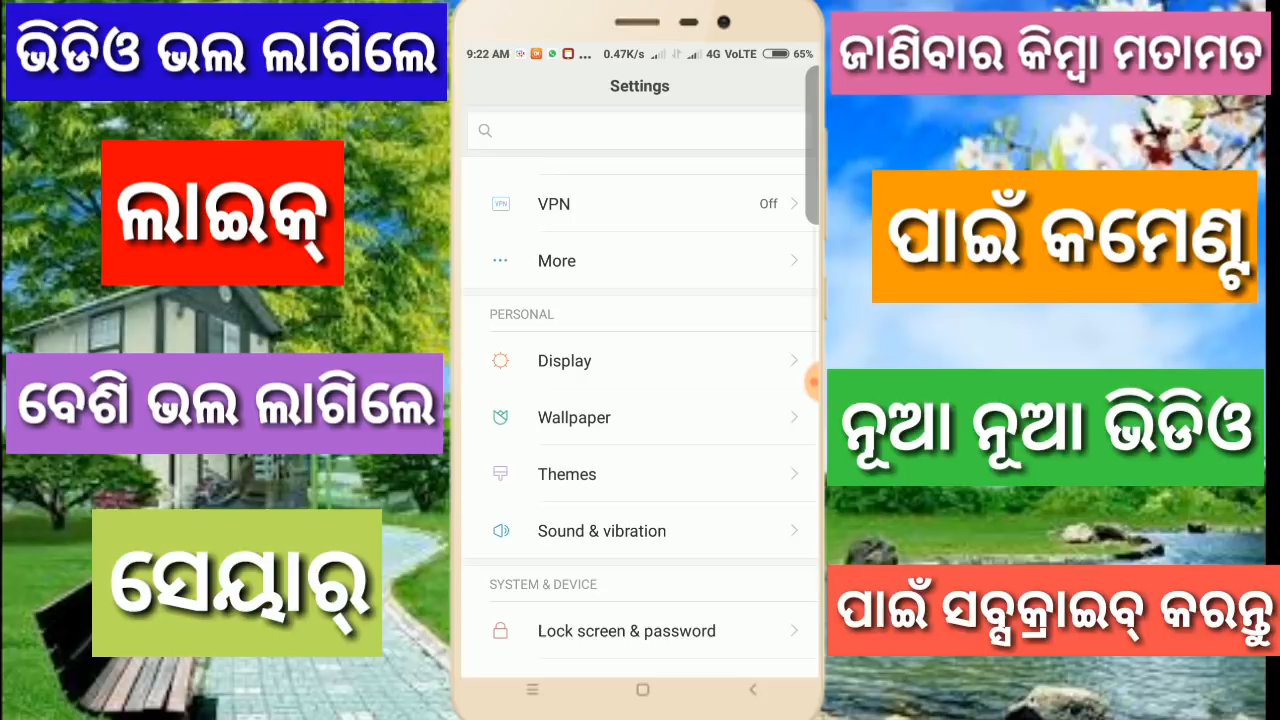 ଭିଡିଓ ଭଲ ଲାଗିଲେ
ଲାଇକ୍
ବେଶି ଭଲ ଲାଗିଲେ
ସେୟାର୍
9:22 AM ... 0.47K/s 4G VoLTE 65%
Settings
VPN Off
More
PERSONAL
Display
Wallpaper
Themes
Sound & vibration
SYSTEM & DEVICE
Lock screen & password
ଜାଣିବାର କିମ୍ବା ମତାମତ
ପାଇଁ କମେଣ୍ଟ
ନୂଆ ନୂଆ ଭିଡିଓ
ପାଇଁ ସବ୍ସକ୍ରାଇବ୍ କରନ୍ତୁ